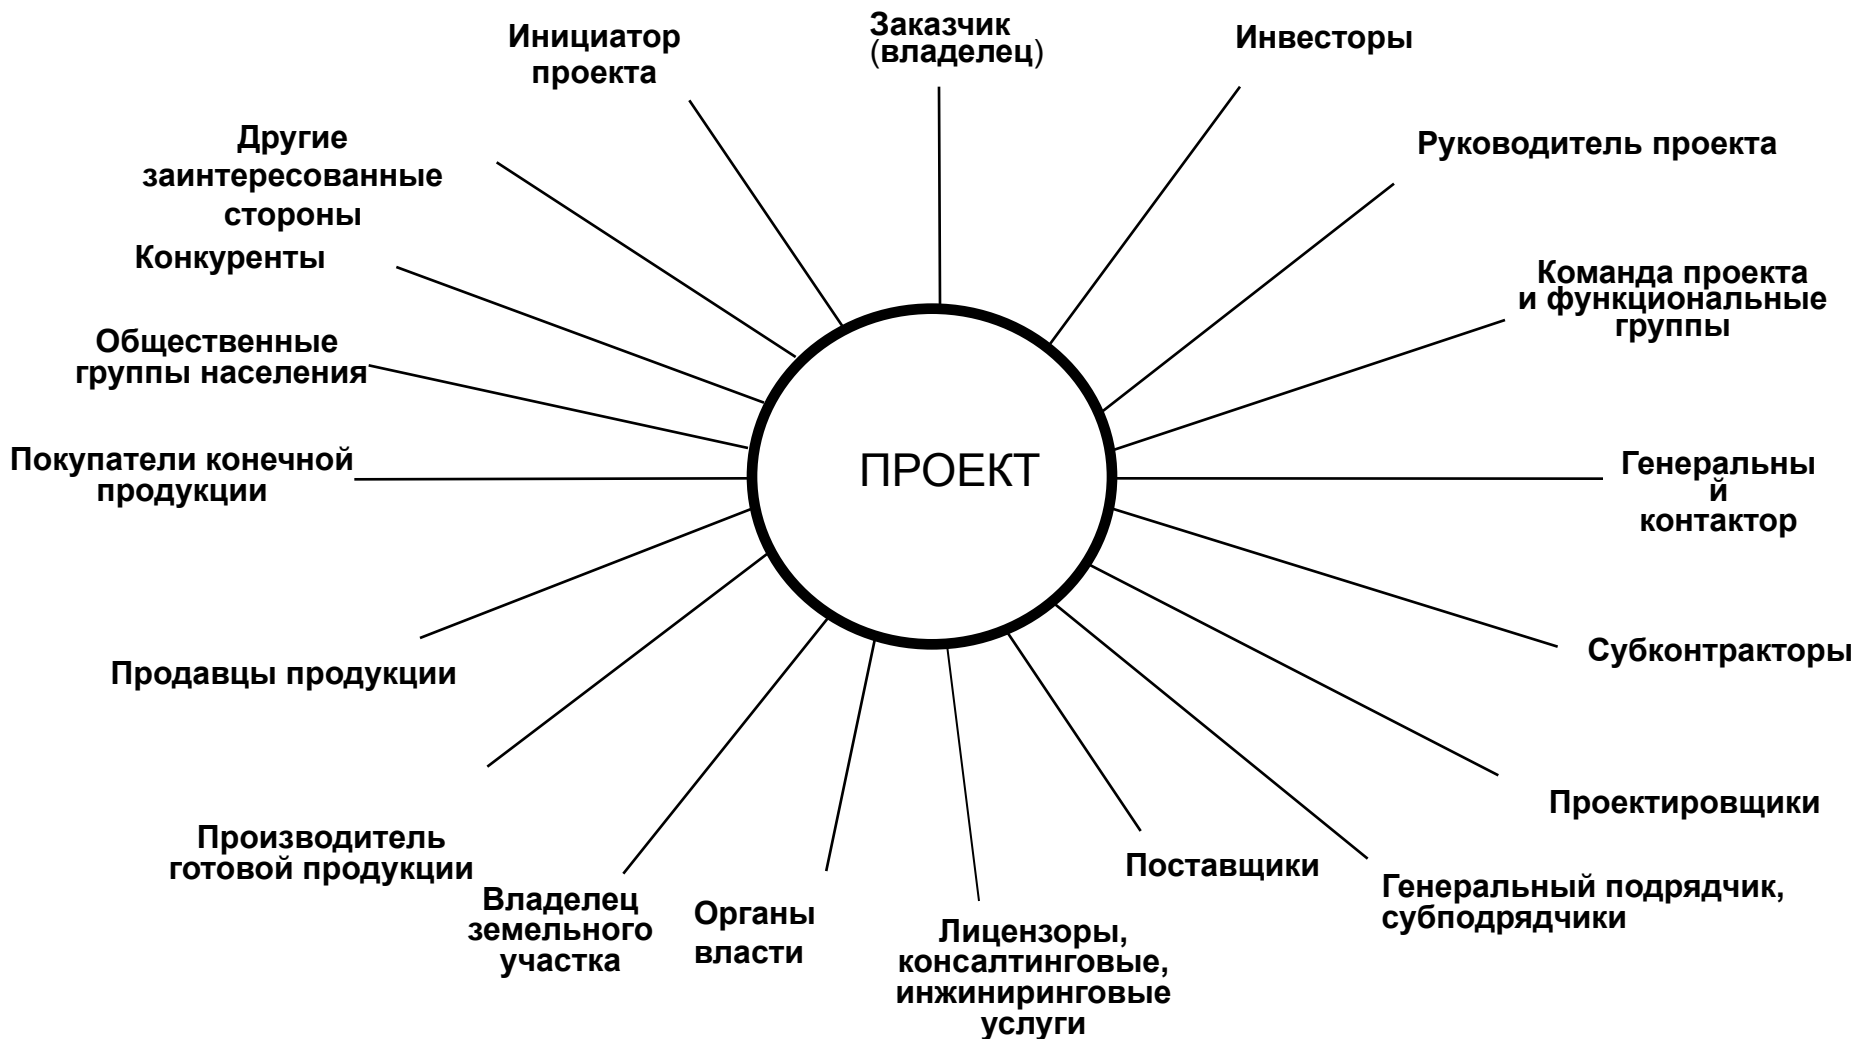 Инициатор
проекта
Заказчик
(владелец)
Инвесторы
Руководитель проекта
Команда проекта
и функциональные
группы
Генеральны
й
контактор
Субконтракторы
Проектировщики
Генеральный подрядчик,
субподрядчики
Поставщики
Лицензоры,
консалтинговые,
инжиниринговые
услуги
Органы
власти
Владелец
земельного
участка
Производитель
готовой продукции
Продавцы продукции
Покупатели конечной
продукции
Общественные
группы населения
Конкуренты
Другие
заинтересованные
стороны
ПРОЕКТ